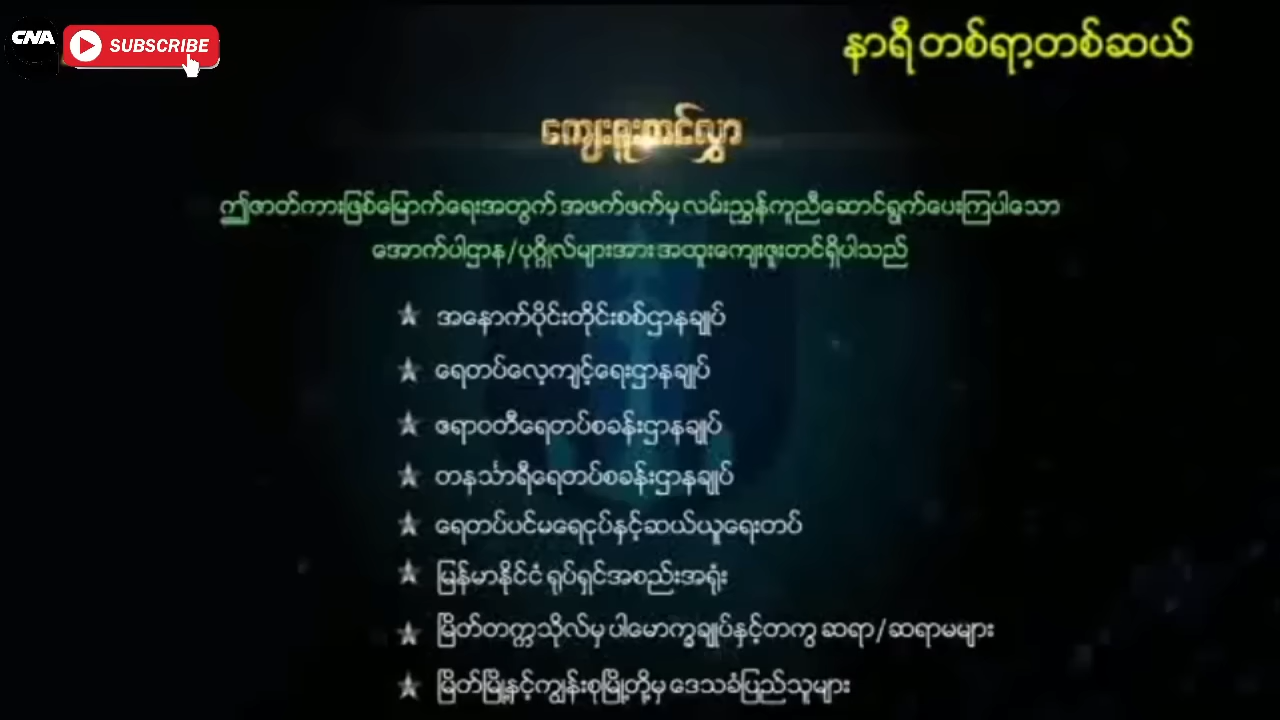 CNA
SUBSCRIBE
နာရီ တစ်ရာ့တစ်ဆယ်
ကျေးဇူးတင်လွှာ
ဤဇာတ်ကားဖြစ်မြောက်ရေးအတွက် အဖက်ဖက်မှ လမ်းညွှန်ကူညီဆောင်ရွက်ပေးကြပါသော
အောက်ပါဌာန/ပုဂ္ဂိုလ်များအား အထူးကျေးဇူးတင်ရှိပါသည်
★ အနောက်ပိုင်းတိုင်းစစ်ဌာနချုပ်
★ ရေတပ်လေ့ကျင့်ရေးဌာနချုပ်
★ ဧရာဝတီရေတပ်စခန်းဌာနချုပ်
★ တနင်္သာရီရေတပ်စခန်းဌာနချုပ်
★ ရေတပ်ပင်မရေငုပ်နှင့်ဆယ်ယူရေးတပ်
★ မြန်မာနိုင်ငံ ရုပ်ရှင်အစည်းအရုံး
★ မြိတ်တက္ကသိုလ်မှ ပါမောက္ခချုပ်နှင့်တကွ ဆရာ/ဆရာမများ
★ မြိတ်မြို့နှင့်ကျွန်းစုမြို့တို့မှ ဒေသခံပြည်သူများ